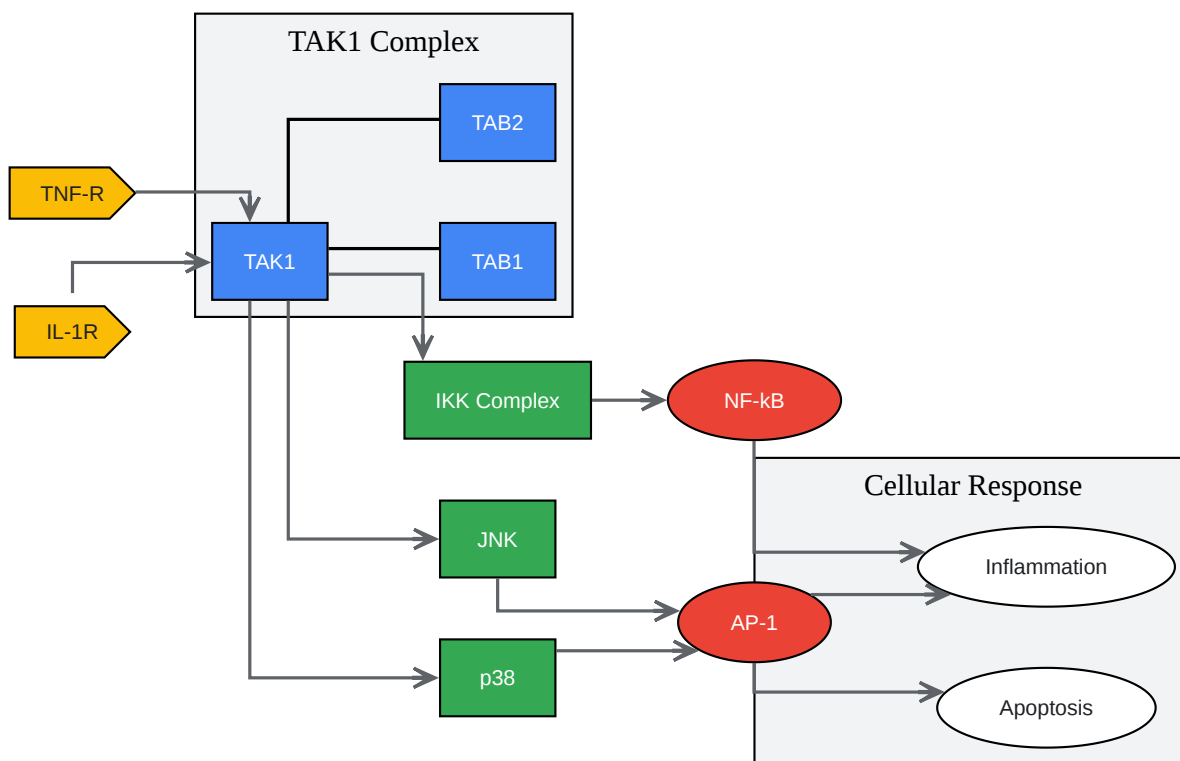 TAK1 Complex
TAB2
TNF-R
TAK1
TAB1
IL-1R
IKK Complex
NF-kB
Cellular Response
JNK
Inflammation
AP-1
p38
Apoptosis